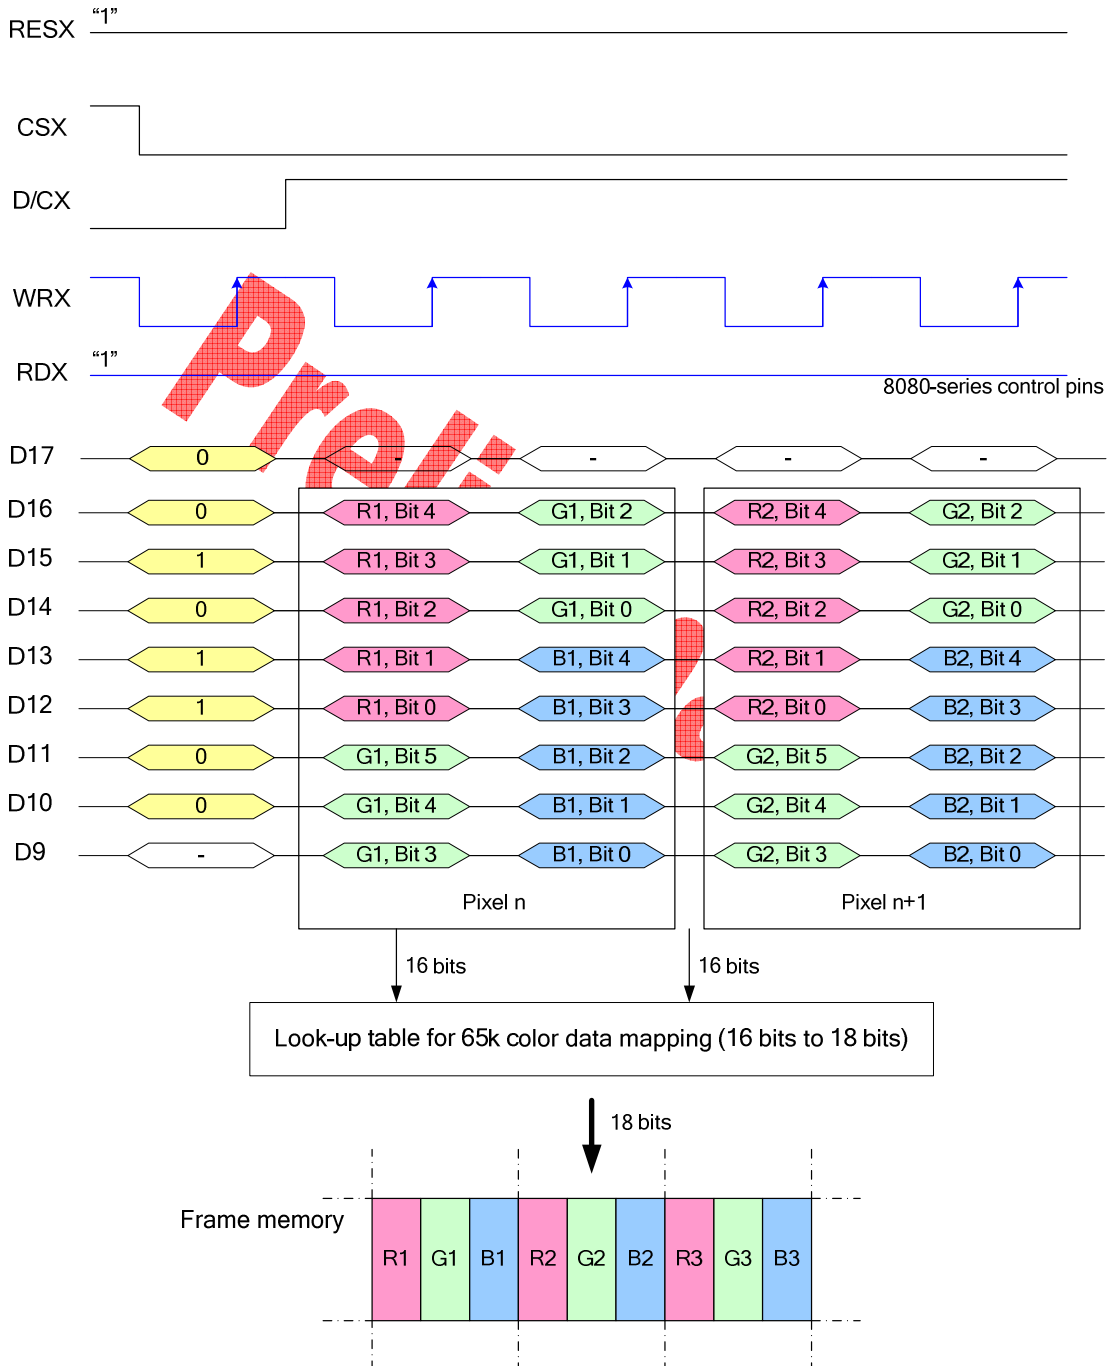 RESX “1”
CSX
D/CX
WRX
RDX “1”
8080-series control pins
D17 0 - - - -
D16 0 R1, Bit 4 G1, Bit 2 R2, Bit 4 G2, Bit 2
D15 1 R1, Bit 3 G1, Bit 1 R2, Bit 3 G2, Bit 1
D14 0 R1, Bit 2 G1, Bit 0 R2, Bit 2 G2, Bit 0
D13 1 R1, Bit 1 B1, Bit 4 R2, Bit 1 B2, Bit 4
D12 1 R1, Bit 0 B1, Bit 3 R2, Bit 0 B2, Bit 3
D11 0 G1, Bit 5 B1, Bit 2 G2, Bit 5 B2, Bit 2
D10 0 G1, Bit 4 B1, Bit 1 G2, Bit 4 B2, Bit 1
D9 - G1, Bit 3 B1, Bit 0 G2, Bit 3 B2, Bit 0
Pixel n Pixel n+1
16 bits 16 bits
Look-up table for 65k color data mapping (16 bits to 18 bits)
18 bits
Frame memory
R1 G1 B1 R2 G2 B2 R3 G3 B3